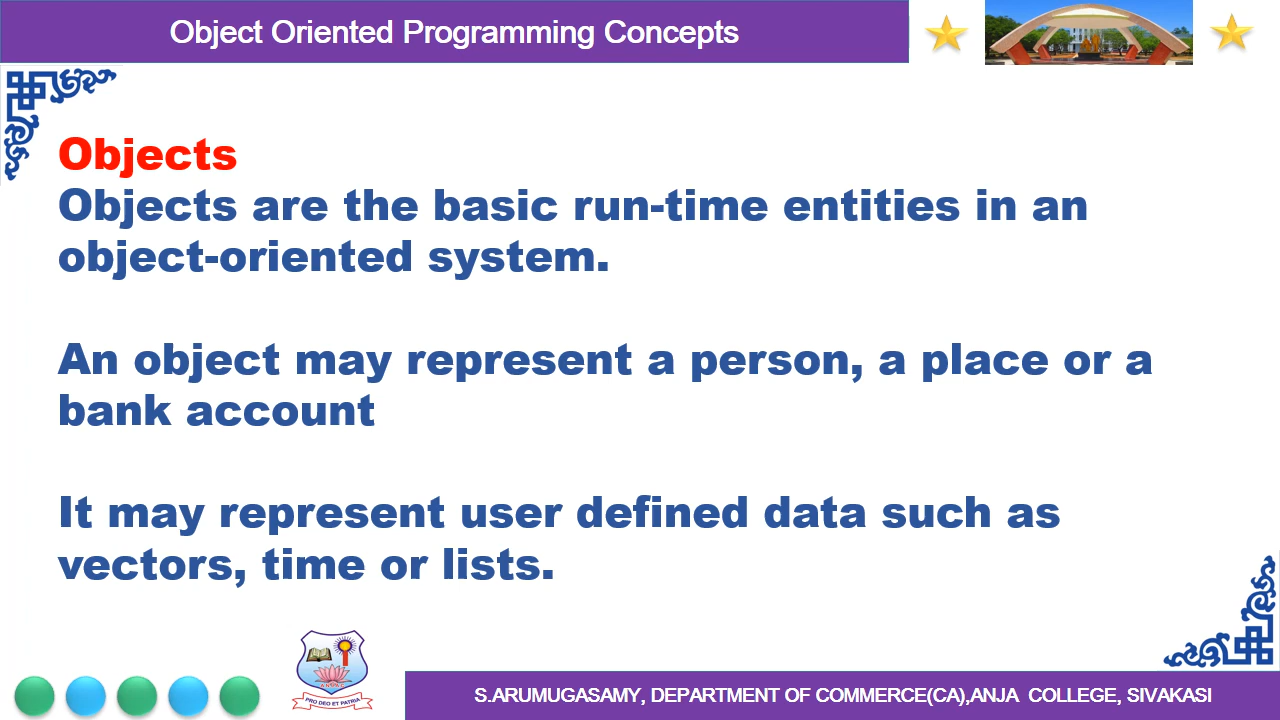 Object Oriented Programming Concepts
Objects
Objects are the basic run-time entities in an
object-oriented system.
An object may represent a person, a place or a
bank account
It may represent user defined data such as
vectors, time or lists.
PRO DEO ET PATRIA
S.ARUMUGASAMY, DEPARTMENT OF COMMERCE(CA),ANJA COLLEGE, SIVAKASI